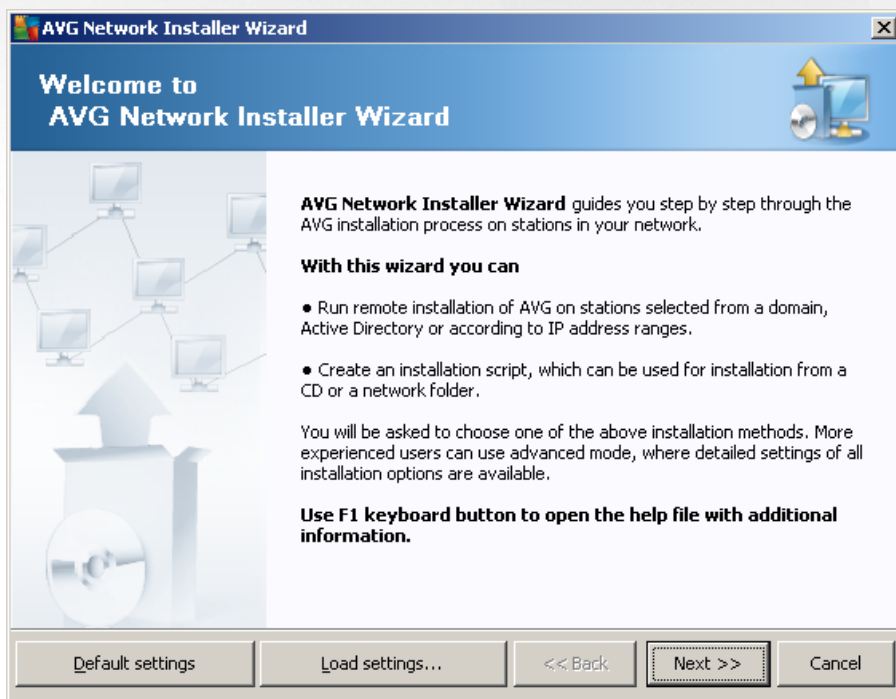 AVG Network Installer Wizard
Welcome to
AVG Network Installer Wizard
AVG Network Installer Wizard guides you step by step through the
AVG installation process on stations in your network.
With this wizard you can
● Run remote installation of AVG on stations selected from a domain,
Active Directory or according to IP address ranges.
● Create an installation script, which can be used for installation from a
CD or a network folder.
You will be asked to choose one of the above installation methods. More
experienced users can use advanced mode, where detailed settings of all
installation options are available.
Use F1 keyboard button to open the help file with additional
information.
Default settings
Load settings...
<< Back
Next >>
Cancel